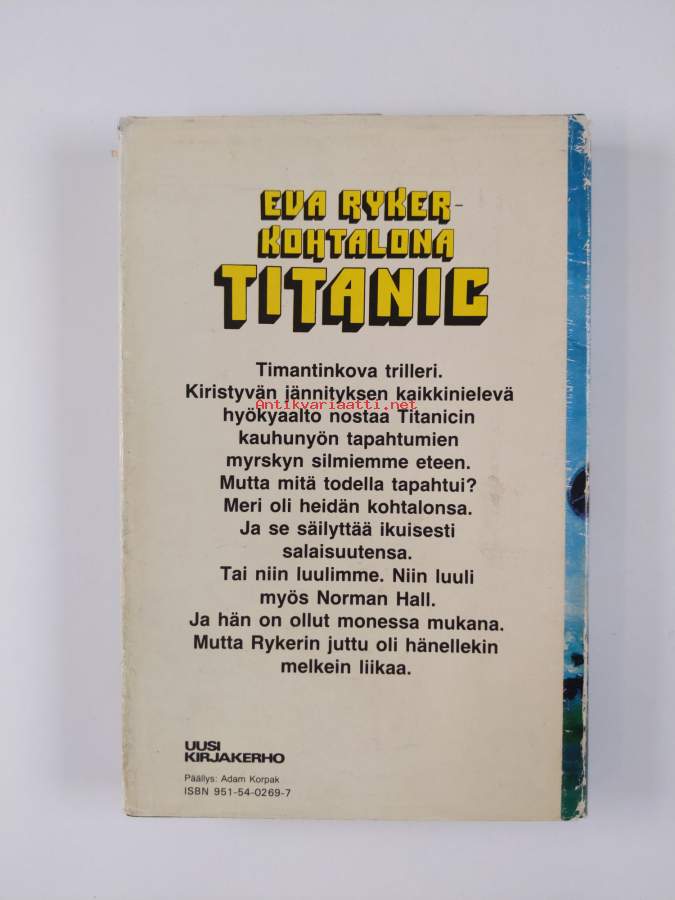 EVA RYKER-
KOHTALONA
TITANIC
Timantinkova trilleri.
Kiristyvän jännityksen kaikkinielevä
Antikvariaatti.net
hyökyaalto nostaa Titanicin
kauhunyön tapahtumien
myrskyn silmiemme eteen.
Mutta mitä todella tapahtui?
Meri oli heidän kohtalonsa.
Ja se säilyttää ikuisesti
salaisuutensa.
Tai niin luulimme. Niin luuli
myös Norman Hall.
Ja hän on ollut monessa mukana.
Mutta Rykerin juttu oli hänellekin
melkein liikaa.
UUSI
KIRJAKERHO
Päällys: Adam Korpak
ISBN 951-54-0269-7